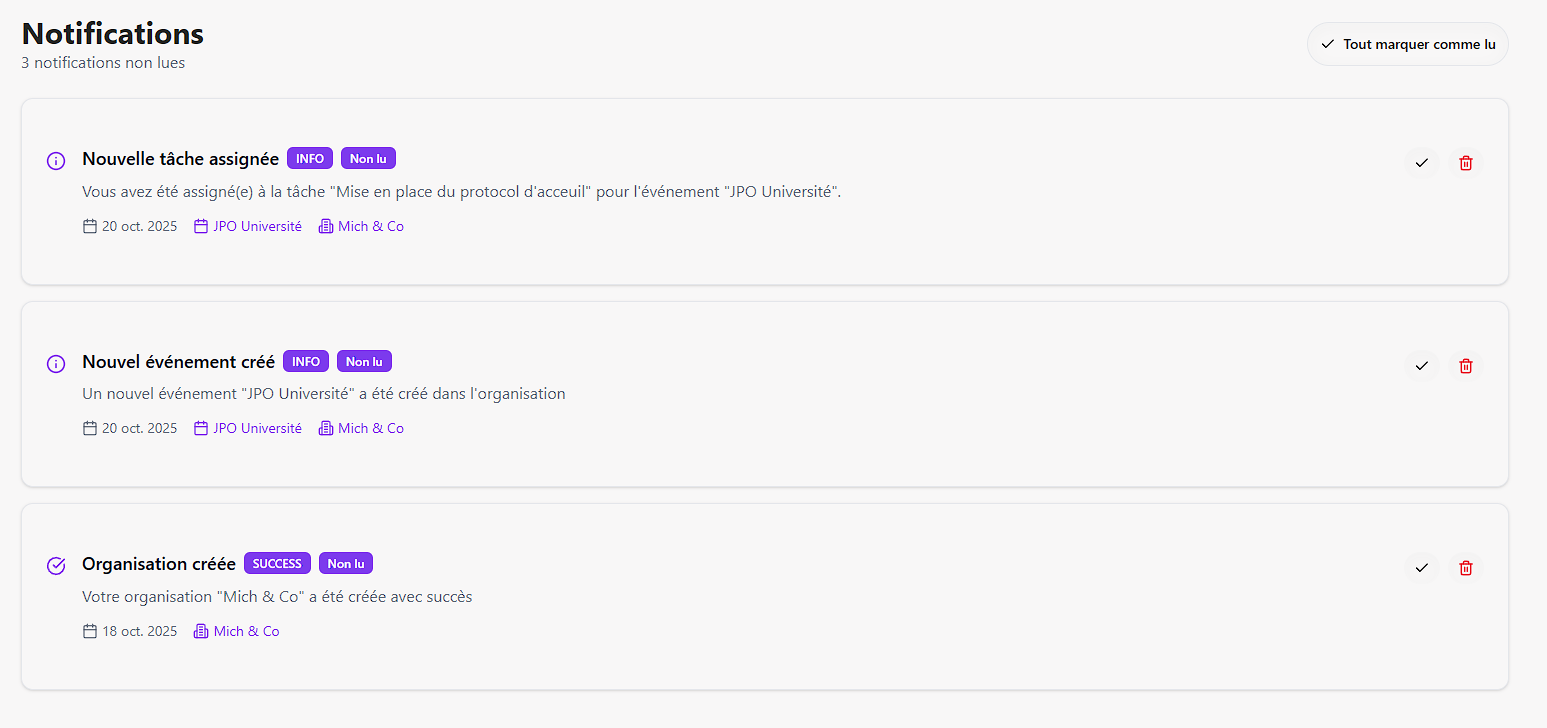 Notifications
3 notifications non lues
Tout marquer comme lu
Nouvelle tâche assignée INFO Non lu
Vous avez été assigné(e) à la tâche "Mise en place du protocol d'acceuil" pour l'événement "JPO Université".
20 oct. 2025 JPO Université Mich & Co
Nouvel événement créé INFO Non lu
Un nouvel événement "JPO Université" a été créé dans l'organisation
20 oct. 2025 JPO Université Mich & Co
Organisation créée SUCCESS Non lu
Votre organisation "Mich & Co" a été créée avec succès
18 oct. 2025 Mich & Co